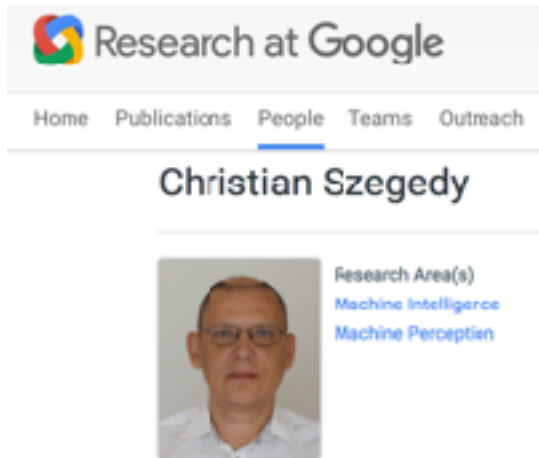 Research at Google
Home Publications People Teams Outreach
Christian Szegedy
Research Area(s)
Machine Intelligence
Machine Perception